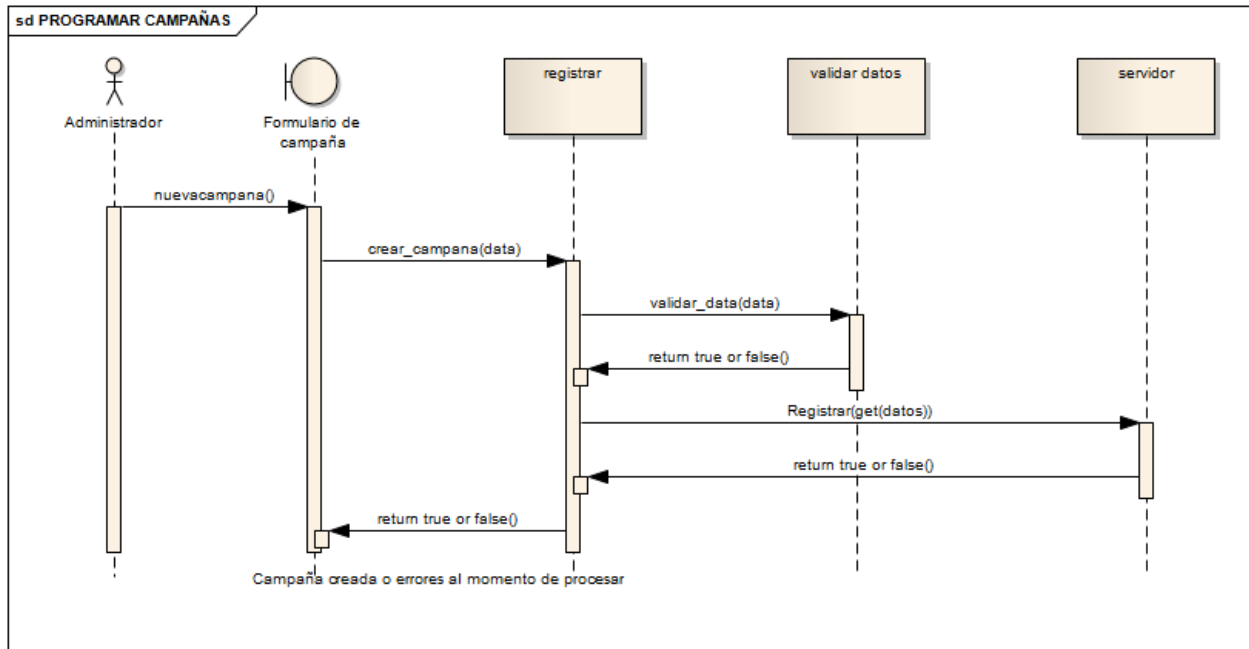 sd PROGRAMAR CAMPAÑAS
Administrador
Formulario de
campaña
registrar
validar datos
servidor
nuevacampana()
crear_campana(data)
validar_data(data)
return true or false()
Registrar(get(datos))
return true or false()
return true or false()
Campaña creada o errores al momento de procesar